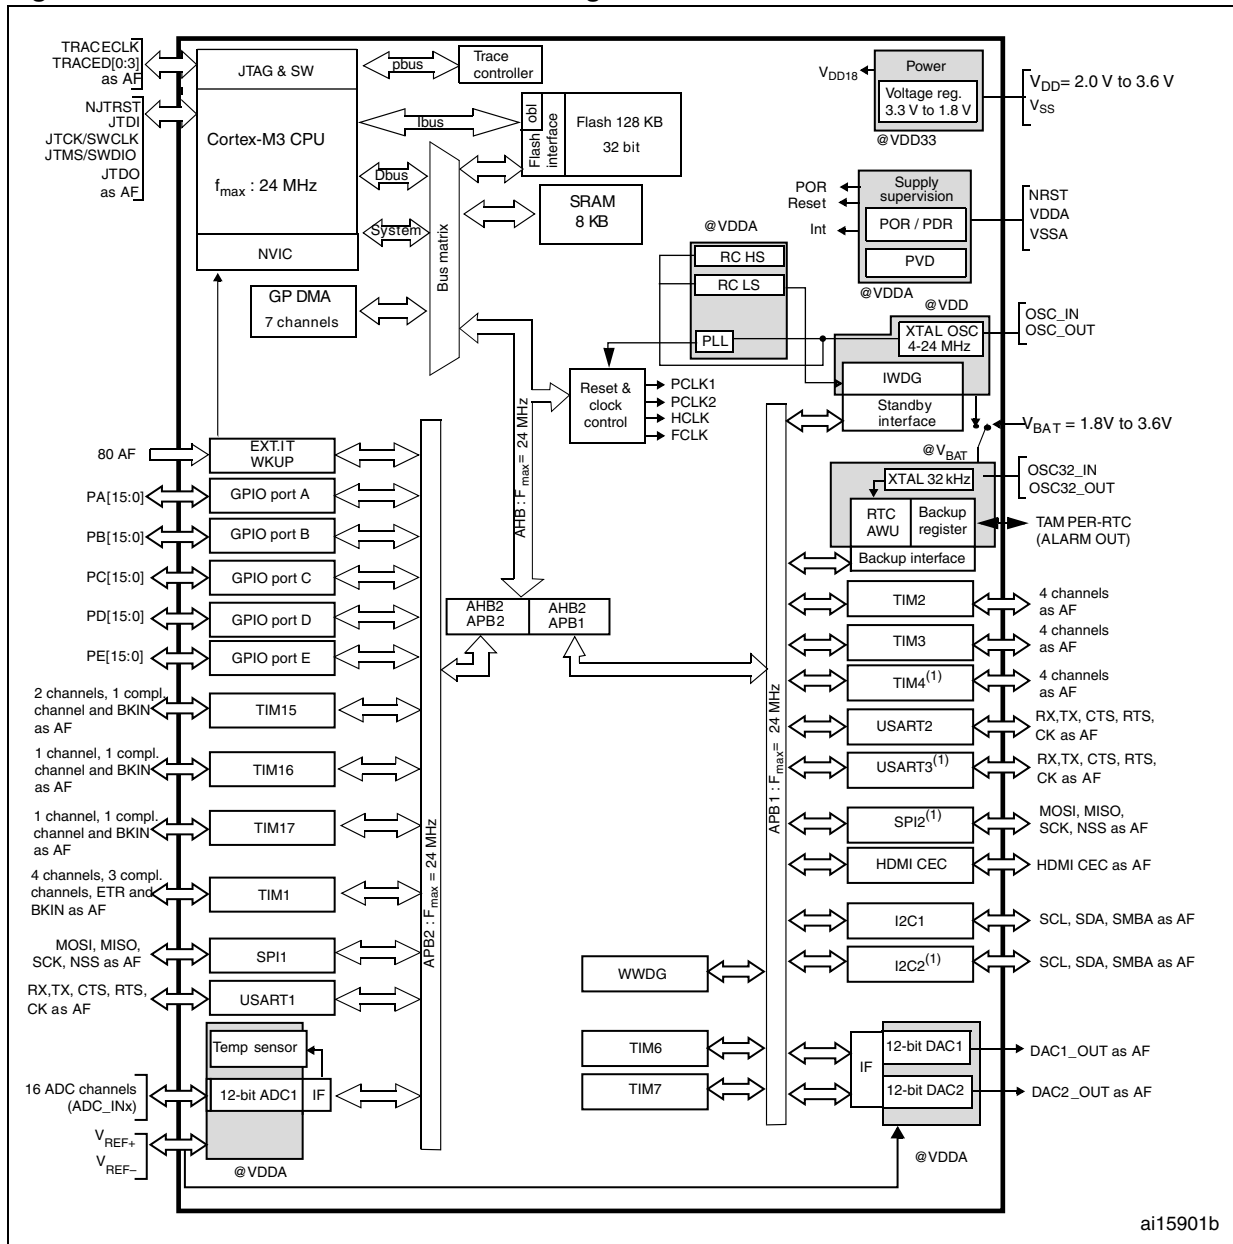 TRACECLK
TRACED[0:3]
as AF
NJTRST
JTDI
JTCK/SWCLK
JTMS/SWDIO
JTDO
as AF
JTAG & SW
Cortex-M3 CPU
fmax : 24 MHz
NVIC
pbus
Trace
controller
Ibus
Flash obl
interface
Flash 128 KB
32 bit
Dbus
System
Bus matrix
SRAM
8 KB
GP DMA
7 channels
VDD18
Power
Voltage reg.
3.3 V to 1.8 V
@VDD33
VDD= 2.0 V to 3.6 V
VSS
POR
Reset
Int
Supply
supervision
POR / PDR
PVD
@VDDA
NRST
VDDA
VSSA
@VDDA
RC HS
RC LS
PLL
@VDD
XTAL OSC
4-24 MHz
IWDG
Standby
interface
OSC_IN
OSC_OUT
Reset &
clock
control
PCLK1
PCLK2
HCLK
FCLK
VBAT = 1.8V to 3.6V
@VBAT
XTAL 32 kHz
RTC
AWU
Backup
register
Backup interface
OSC32_IN
OSC32_OUT
TAMPER-RTC
(ALARM OUT)
AHB : Fmax = 24 MHz
AHB2
APB2
AHB2
APB1
APB2 : Fmax = 24 MHz
APB1 : Fmax = 24 MHz
80 AF
EXT.IT
WKUP
PA[15:0]
GPIO port A
PB[15:0]
GPIO port B
PC[15:0]
GPIO port C
PD[15:0]
GPIO port D
PE[15:0]
GPIO port E
2 channels, 1 compl.
channel and BKIN
as AF
TIM15
1 channel, 1 compl.
channel and BKIN
as AF
TIM16
1 channel, 1 compl.
channel and BKIN
as AF
TIM17
4 channels, 3 compl.
channels, ETR and
BKIN as AF
TIM1
MOSI, MISO,
SCK, NSS as AF
SPI1
RX,TX, CTS, RTS,
CK as AF
USART1
Temp sensor
16 ADC channels
(ADC_INx)
12-bit ADC1
IF
VREF+
VREF–
@VDDA
TIM2
4 channels
as AF
TIM3
4 channels
as AF
TIM4(1)
4 channels
as AF
USART2
RX,TX, CTS, RTS,
CK as AF
USART3(1)
RX,TX, CTS, RTS,
CK as AF
SPI2(1)
MOSI, MISO,
SCK, NSS as AF
HDMI CEC
HDMI CEC as AF
I2C1
SCL, SDA, SMBA as AF
I2C2(1)
SCL, SDA, SMBA as AF
WWDG
TIM6
TIM7
IF
12-bit DAC1
DAC1_OUT as AF
12-bit DAC2
DAC2_OUT as AF
@VDDA
ai15901b